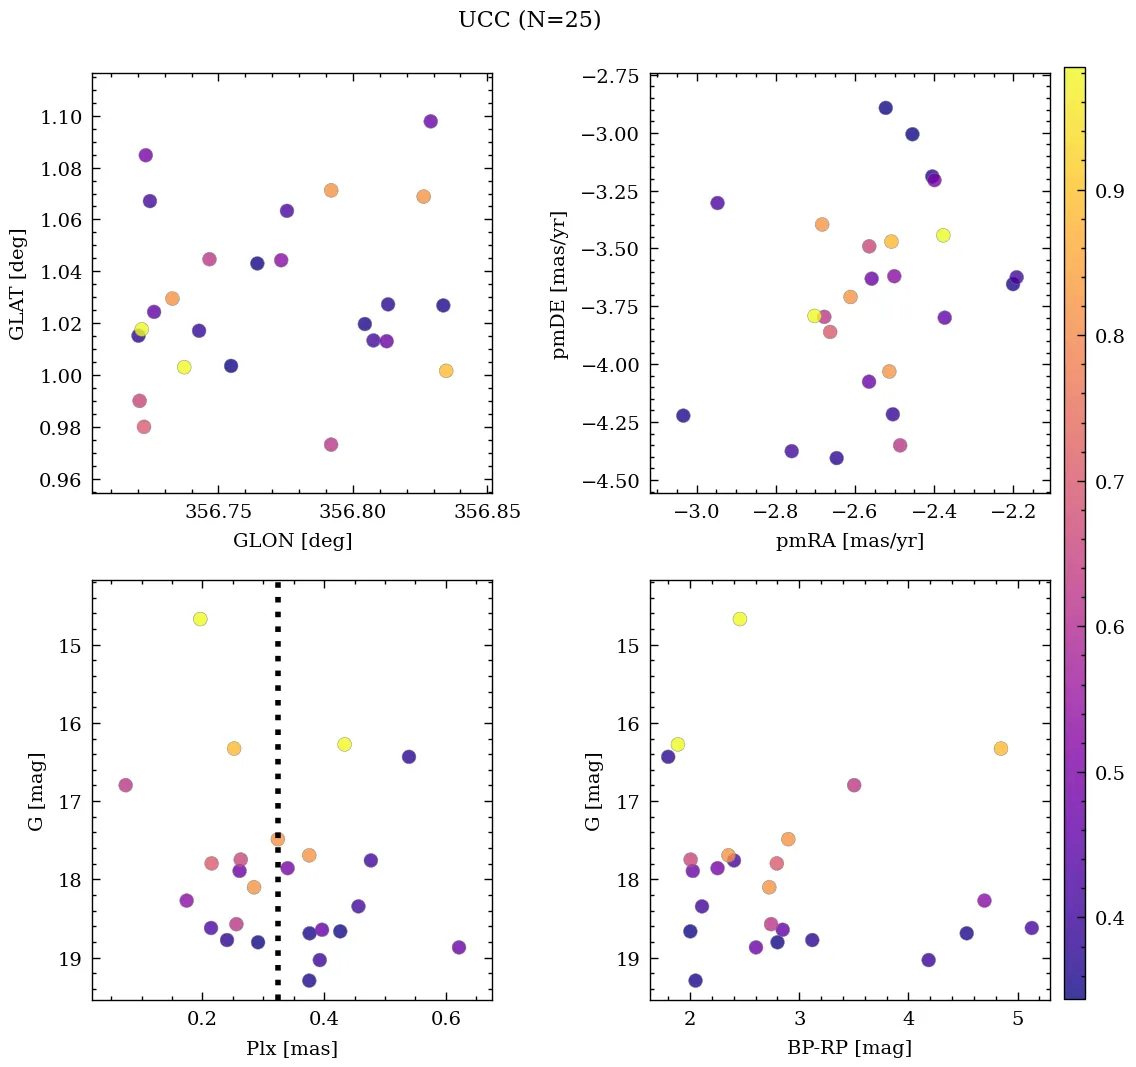 UCC (N=25)
1.10
1.08
1.06
1.04
1.02
1.00
0.98
0.96
GLAT [deg]
356.75 356.80 356.85
GLON [deg]
−2.75
−3.00
−3.25
−3.50
−3.75
−4.00
−4.25
−4.50
pmDE [mas/yr]
−3.0 −2.8 −2.6 −2.4 −2.2
pmRA [mas/yr]
15
16
17
18
19
G [mag]
0.2 0.4 0.6
Plx [mas]
15
16
17
18
19
G [mag]
2 3 4 5
BP-RP [mag]
0.9
0.8
0.7
0.6
0.5
0.4